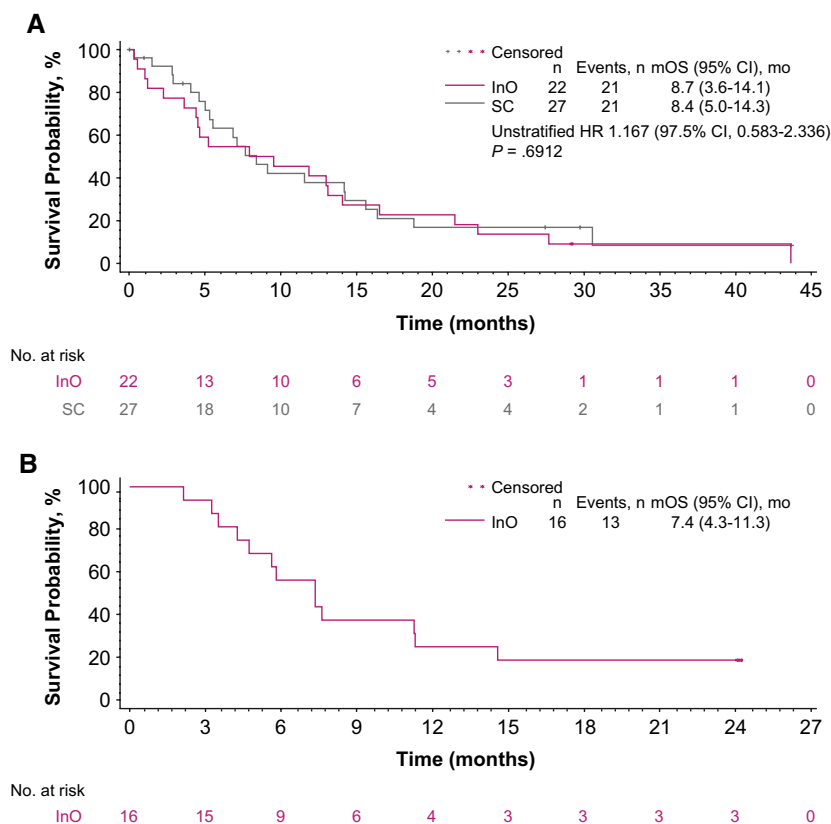 A
Survival Probability, %
100
80
60
40
20
0
Censored
n Events, n mOS (95% CI), mo
InO 22 21 8.7 (3.6-14.1)
SC 27 21 8.4 (5.0-14.3)
Unstratified HR 1.167 (97.5% CI, 0.583-2.336)
P = .6912
0 5 10 15 20 25 30 35 40 45
Time (months)
No. at risk
InO 22 13 10 6 5 3 1 1 1 0
SC 27 18 10 7 4 4 2 1 1 0
B
Survival Probability, %
100
80
60
40
20
0
Censored
n Events, n mOS (95% CI), mo
InO 16 13 7.4 (4.3-11.3)
0 3 6 9 12 15 18 21 24 27
Time (months)
No. at risk
InO 16 15 9 6 4 3 3 3 3 0